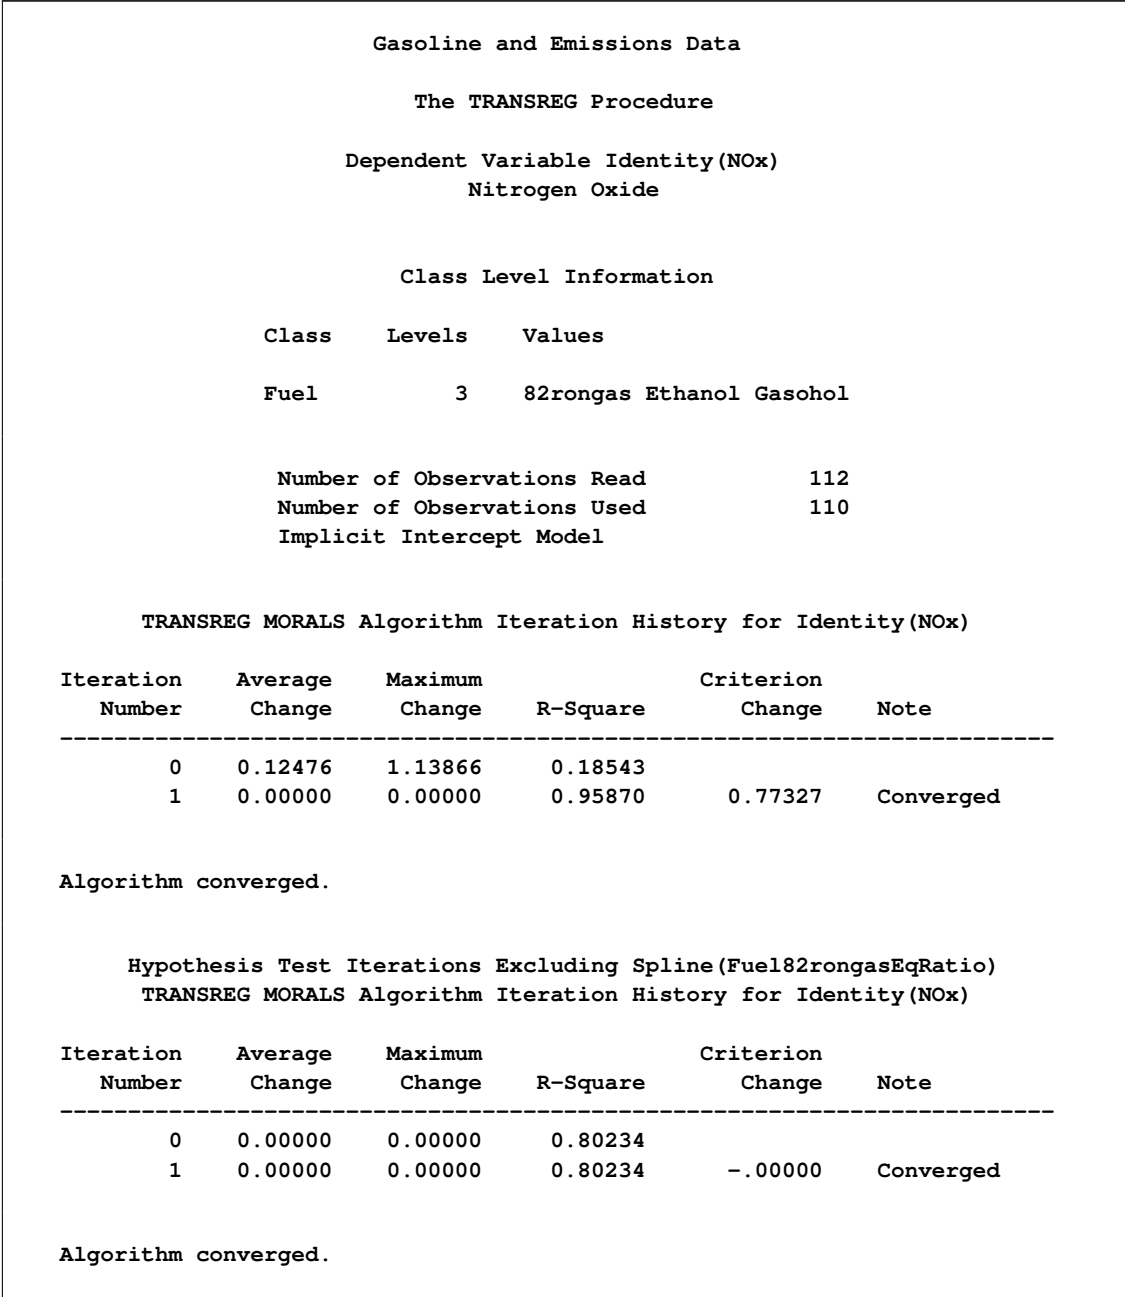 Gasoline and Emissions Data
The TRANSREG Procedure
Dependent Variable Identity(NOx)
Nitrogen Oxide
Class Level Information
Class Levels Values
Fuel 3 82rongas Ethanol Gasohol
Number of Observations Read 112
Number of Observations Used 110
Implicit Intercept Model
TRANSREG MORALS Algorithm Iteration History for Identity(NOx)
Iteration Average Maximum Criterion
Number Change Change R-Square Change Note
-------------------------------------------------------------------------
0 0.12476 1.13866 0.18543
1 0.00000 0.00000 0.95870 0.77327 Converged
Algorithm converged.
Hypothesis Test Iterations Excluding Spline(Fuel82rongasEqRatio)
TRANSREG MORALS Algorithm Iteration History for Identity(NOx)
Iteration Average Maximum Criterion
Number Change Change R-Square Change Note
-------------------------------------------------------------------------
0 0.00000 0.00000 0.80234
1 0.00000 0.00000 0.80234 -.00000 Converged
Algorithm converged.